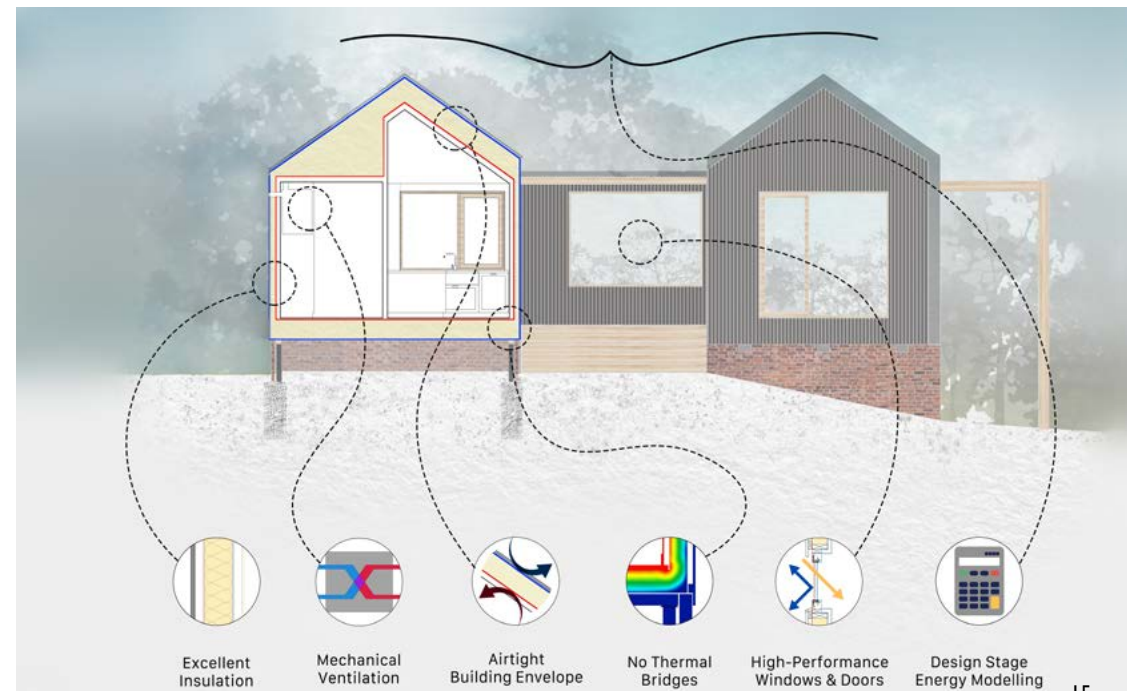 Excellent
Insulation
Mechanical
Ventilation
Airtight
Building Envelope
No Thermal
Bridges
High-Performance
Windows & Doors
Design Stage
Energy Modelling